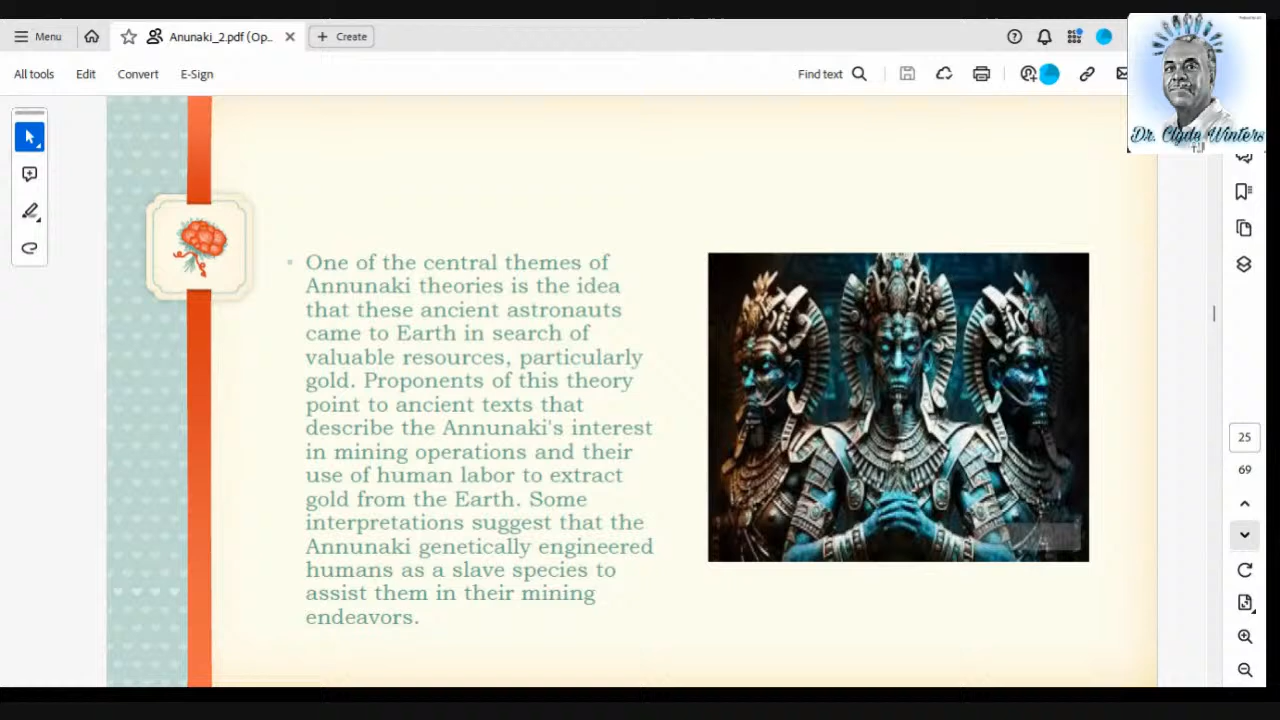 Menu
Anunaki_2.pdf (Op...
Create
All tools
Edit
Convert
E-Sign
Find text
Dr. Clyde Winters
One of the central themes of
Annunaki theories is the idea
that these ancient astronauts
came to Earth in search of
valuable resources, particularly
gold. Proponents of this theory
point to ancient texts that
describe the Annunaki's interest
in mining operations and their
use of human labor to extract
gold from the Earth. Some
interpretations suggest that the
Annunaki genetically engineered
humans as a slave species to
assist them in their mining
endeavors.
25
69